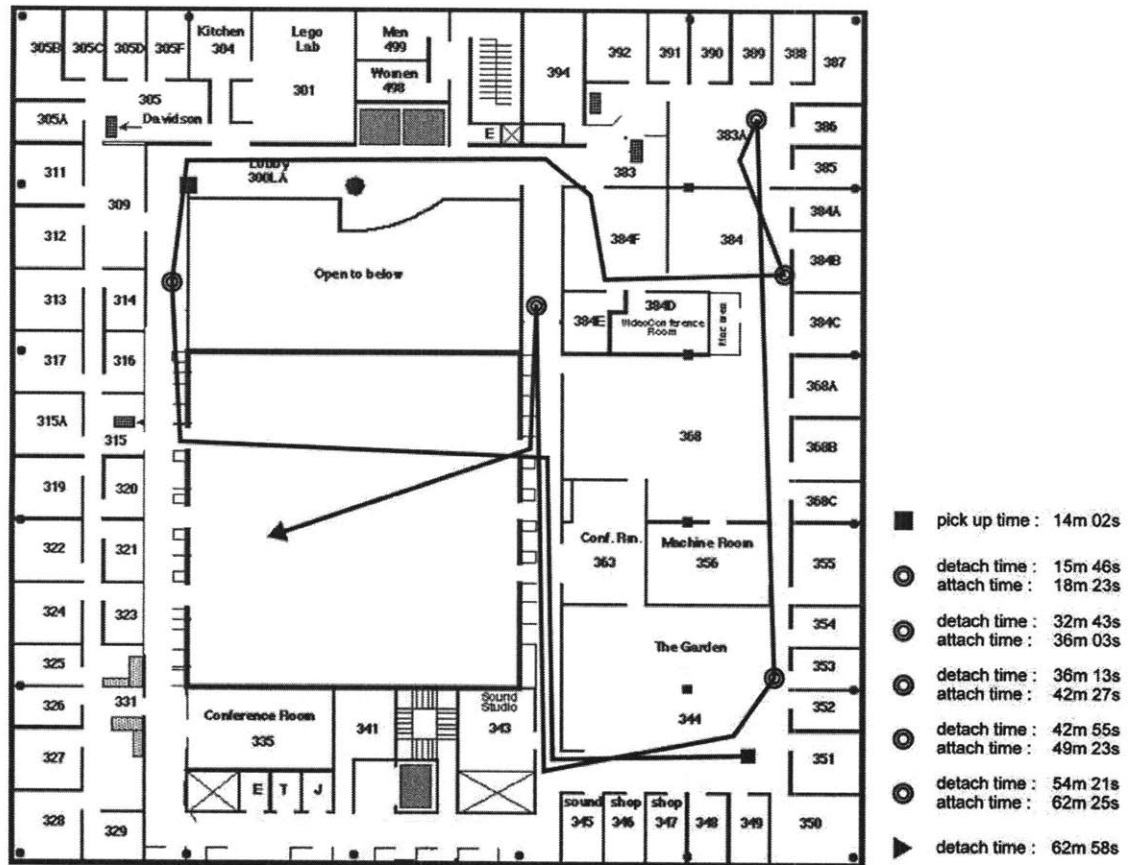 305B
305C
305D
305F
Kitchen
304
Lego
Lab
301
Men
499
Women
498
394
392
391
390
389
388
387
305
Davidson
305A
E
383A
386
385
383
311
Lobby
300LA
309
384A
312
384F
384
384B
Open to below
313
314
384E
384D
VideoConference
Room
Mac area
384C
317
316
368A
315A
315
368
368B
319
320
368C
322
321
Conf. Rm.
363
Machine Room
356
355
324
323
354
The Garden
353
325
326
331
352
Conference Room
335
341
Sound
Studio
343
344
327
351
E
T
J
328
329
sound
345
shop
346
shop
347
348
349
350
pick up time : 14m 02s
detach time : 15m 46s
attach time : 18m 23s
detach time : 32m 43s
attach time : 36m 03s
detach time : 36m 13s
attach time : 42m 27s
detach time : 42m 55s
attach time : 49m 23s
detach time : 54m 21s
attach time : 62m 25s
detach time : 62m 58s